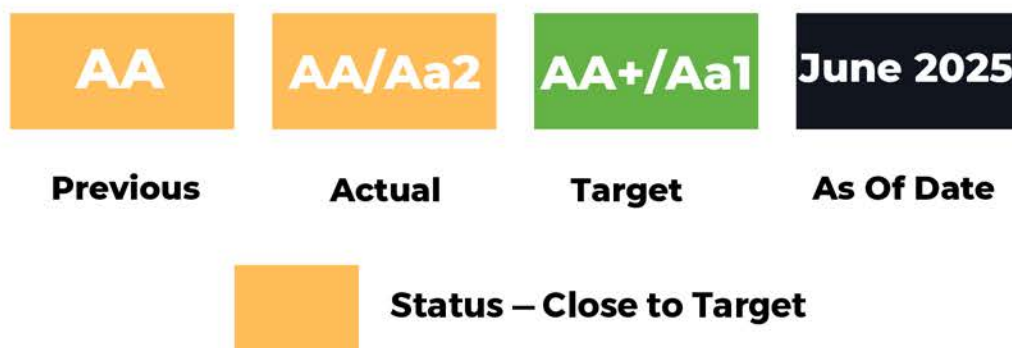 AA AA/Aa2 AA+/Aa1 June 2025
Previous Actual Target As Of Date
Status – Close to Target